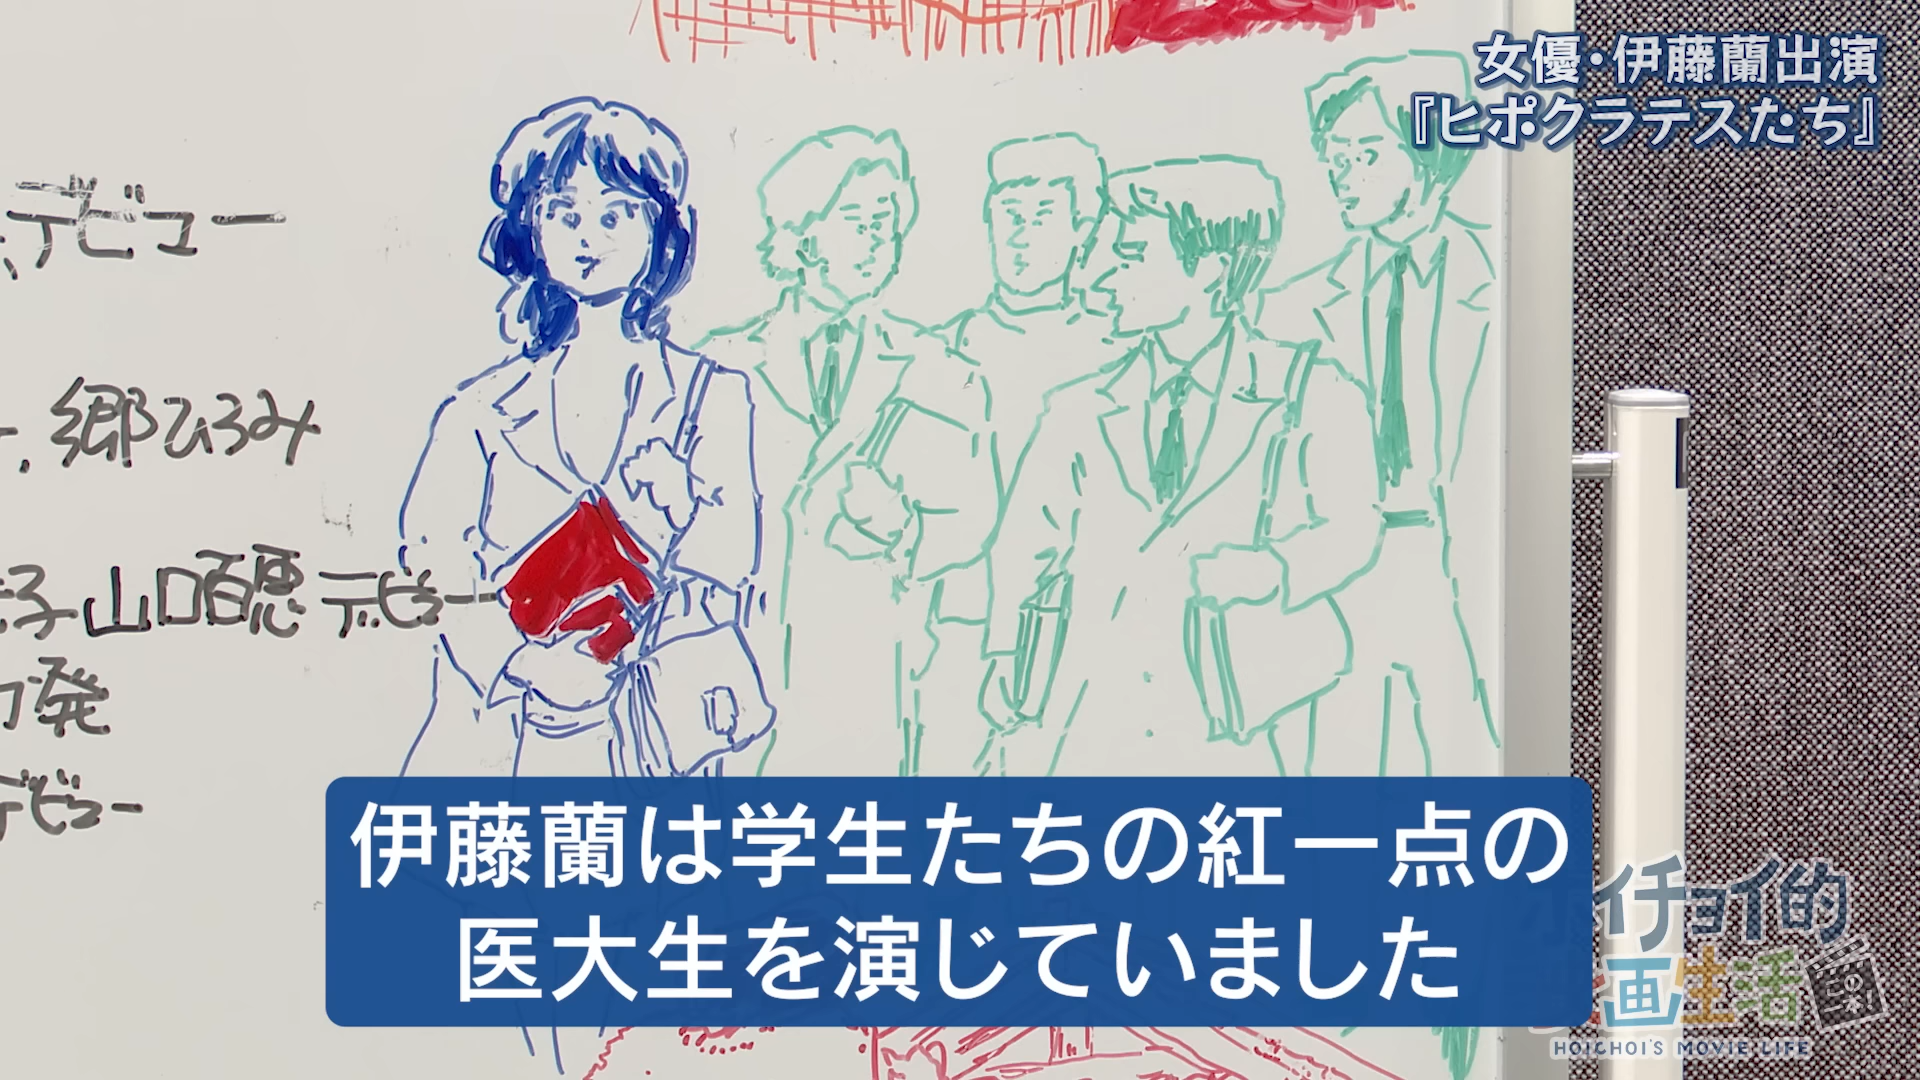 女優・伊藤蘭出演
『ヒポクラテスたち』
デビュー
郷ひろみ
子 山口百恵 デビュー
発
デビュー
伊藤蘭は学生たちの紅一点の
医大生を演じていました
イチョイ的
画生活
HOICHOI'S MOVIE LIFE